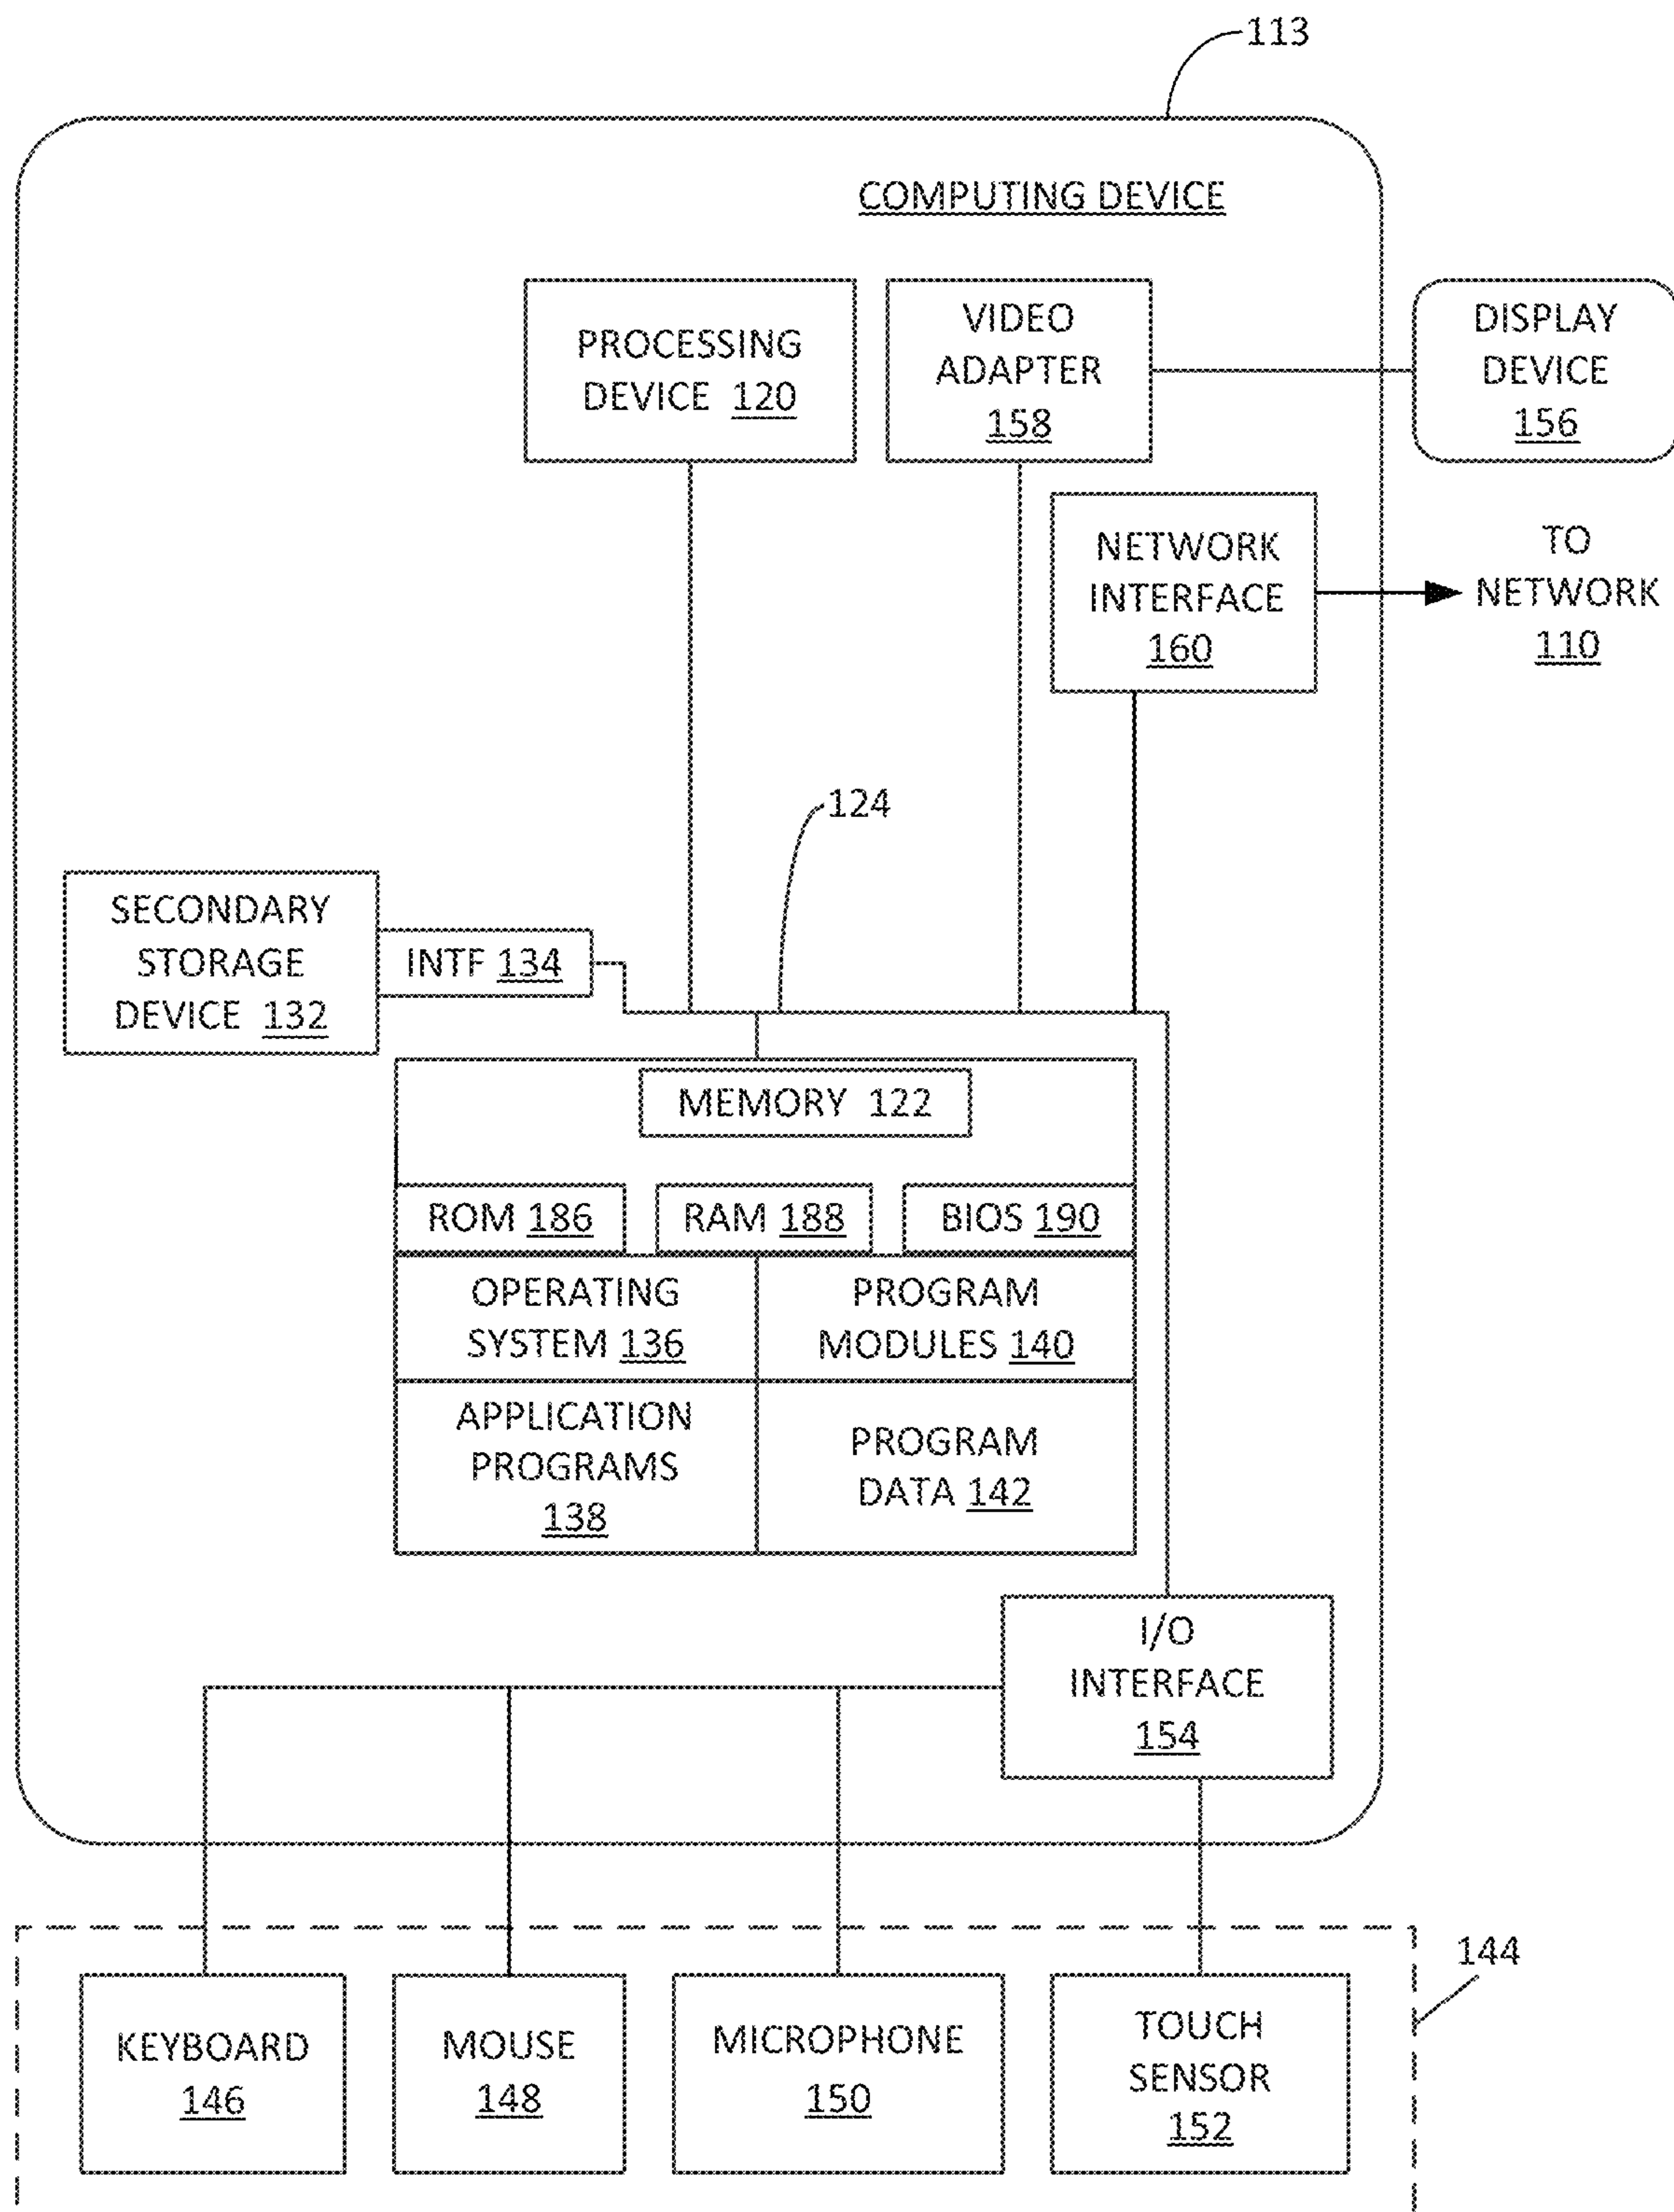 113
COMPUTING DEVICE
PROCESSING
DEVICE 120
VIDEO
ADAPTER
158
DISPLAY
DEVICE
156
NETWORK
INTERFACE
160
TO
NETWORK
110
124
SECONDARY
STORAGE
DEVICE 132
INTF 134
MEMORY 122
ROM 186
RAM 188
BIOS 190
OPERATING
SYSTEM 136
PROGRAM
MODULES 140
APPLICATION
PROGRAMS
138
PROGRAM
DATA 142
I/O
INTERFACE
154
144
KEYBOARD
146
MOUSE
148
MICROPHONE
150
TOUCH
SENSOR
152